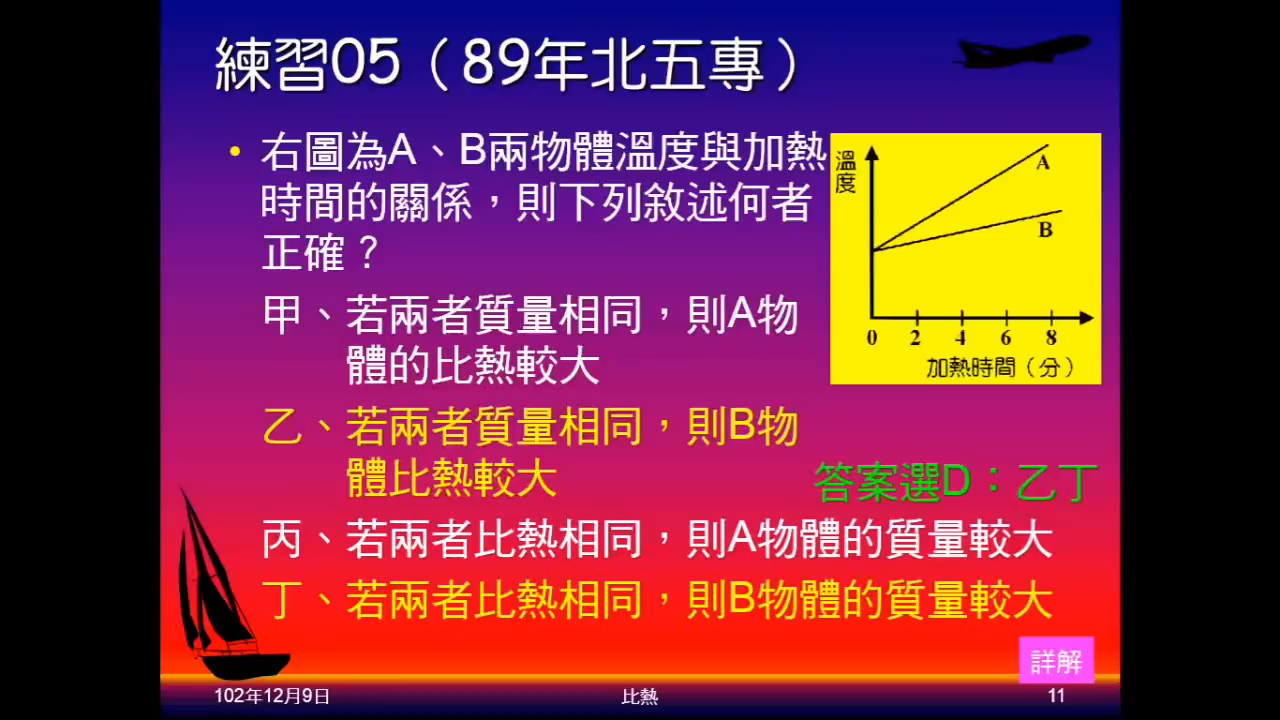 練習05（89年北五專）
• 右圖為A、B兩物體溫度與加熱
時間的關係，則下列敘述何者
正確？
甲、若兩者質量相同，則A物
體的比熱較大
乙、若兩者質量相同，則B物
體比熱較大
丙、若兩者比熱相同，則A物體的質量較大
丁、若兩者比熱相同，則B物體的質量較大
溫度
A
B
0 2 4 6 8
加熱時間（分）
答案選D：乙丁
詳解
102年12月9日
比熱
11